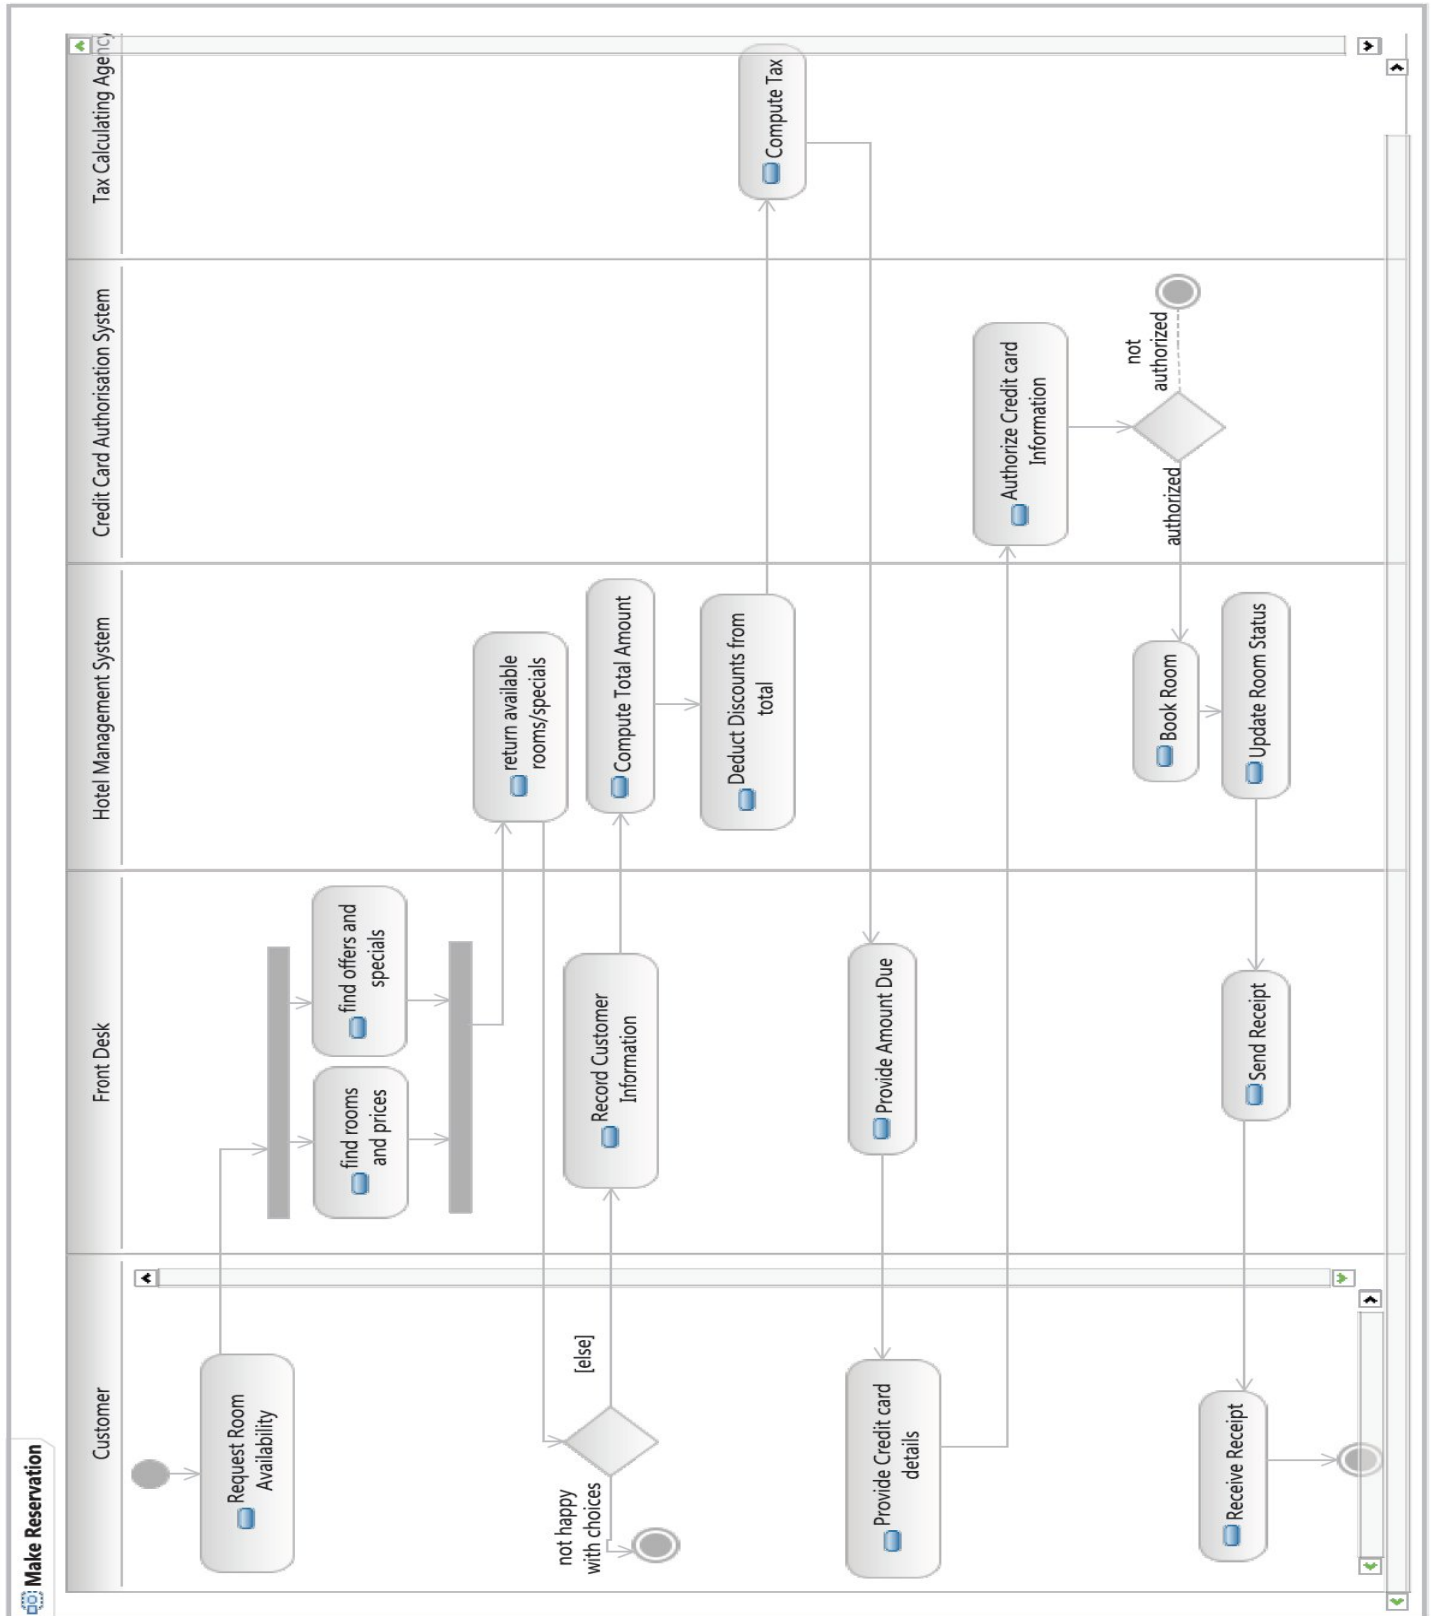 Make Reservation
Customer
Front Desk
Hotel Management System
Credit Card Authorisation System
Tax Calculating Agency
Request Room
Availability
find rooms
and prices
find offers and
specials
return available
rooms/specials
not happy
with choices
[else]
Record Customer
Information
Compute Total Amount
Deduct Discounts from
total
Compute Tax
Provide Amount Due
Provide Credit card
details
Authorize Credit card
Information
authorized
not
authorized
Book Room
Update Room Status
Send Receipt
Receive Receipt